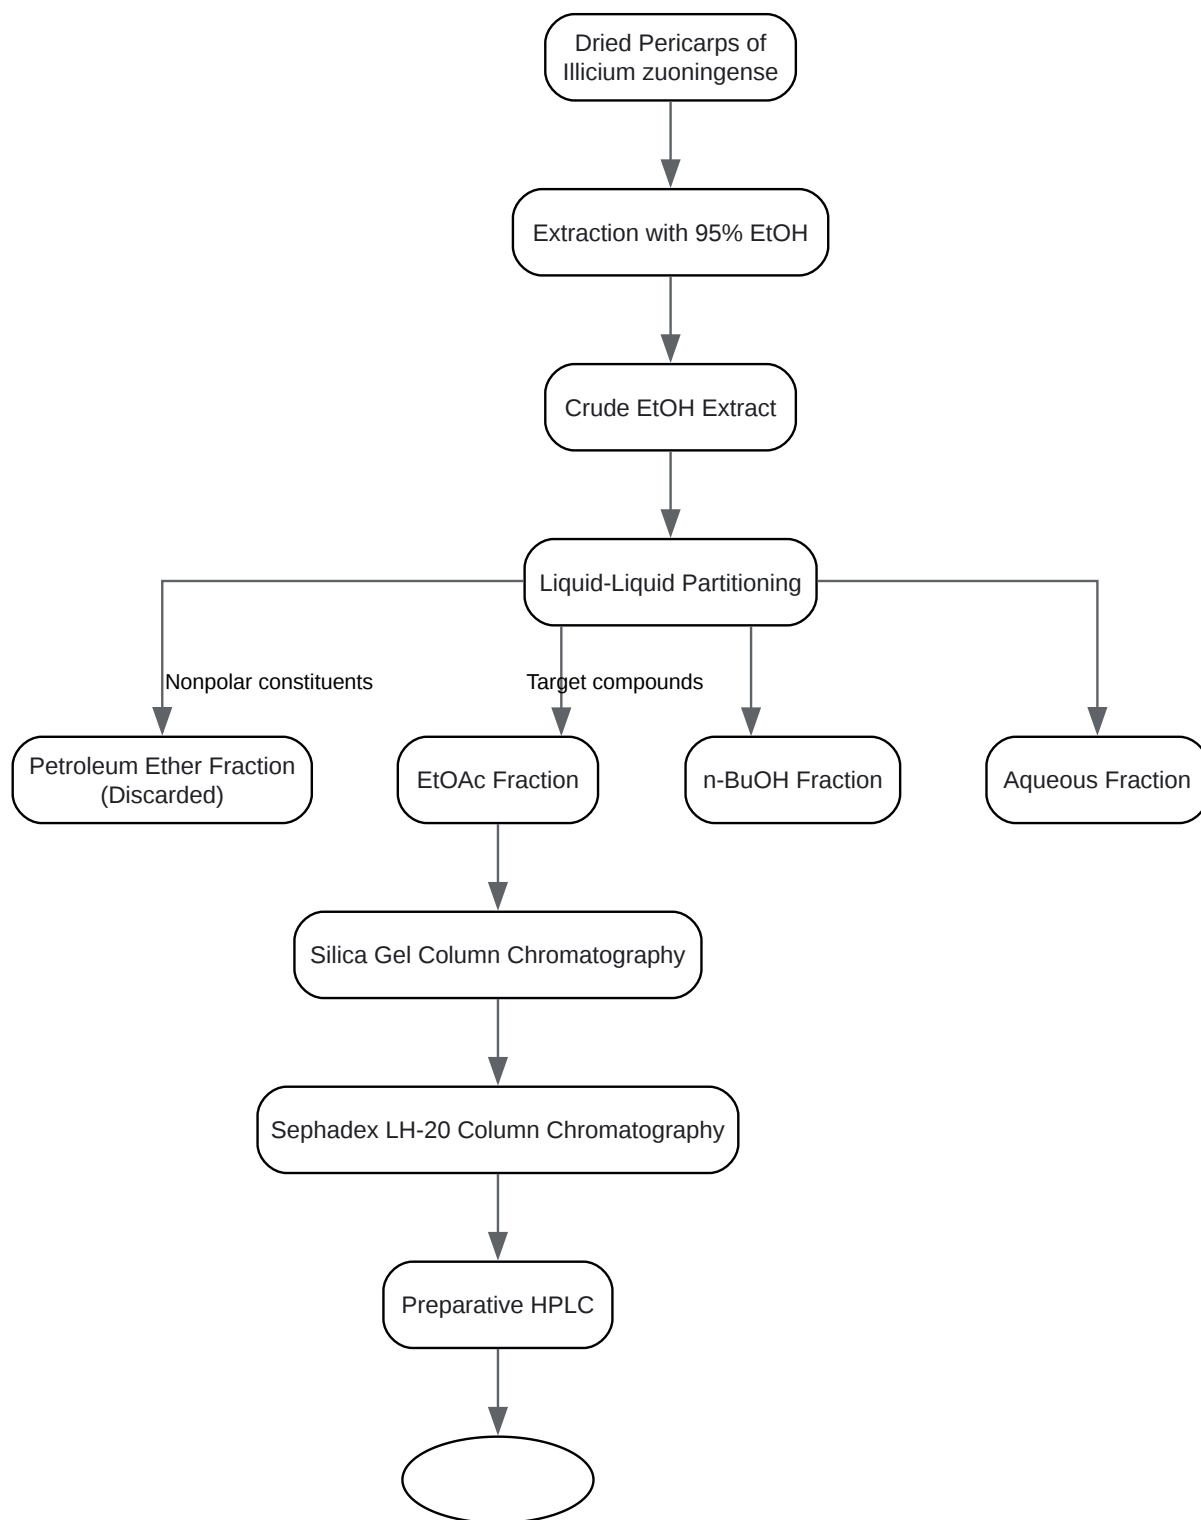 Dried Pericarps of
Illicium zuoningense
Extraction with 95% EtOH
Crude EtOH Extract
Liquid-Liquid Partitioning
Nonpolar constituents
Target compounds
Petroleum Ether Fraction
(Discarded)
EtOAc Fraction
n-BuOH Fraction
Aqueous Fraction
Silica Gel Column Chromatography
Sephadex LH-20 Column Chromatography
Preparative HPLC